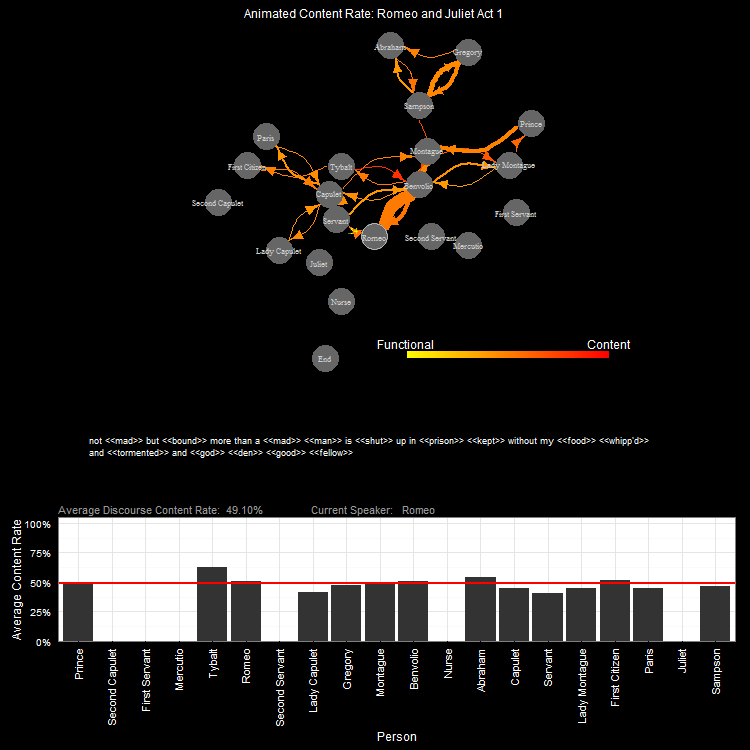 Animated Content Rate: Romeo and Juliet Act 1
Abraham
Gregory
Sampson
Prince
Paris
Montague
First Citizen
Tybalt
Lady Montague
Benvolio
Capulet
Second Capulet
First Servant
Servant
Romeo
Second Servant
Mercutio
Lady Capulet
Juliet
Nurse
End
Functional Content
not <<mad>> but <<bound>> more than a <<mad>> <<man>> is <<shut>> up in <<prison>> <<kept>> without my <<food>> <<whipp'd>>
and <<tormented>> and <<god>> <<den>> <<good>> <<fellow>>
Average Discourse Content Rate: 49.10% Current Speaker: Romeo
Average Content Rate
100%
75%
50%
25%
0%
Prince
Second Capulet
First Servant
Mercutio
Tybalt
Romeo
Second Servant
Lady Capulet
Gregory
Montague
Benvolio
Nurse
Abraham
Capulet
Servant
Lady Montague
First Citizen
Paris
Juliet
Sampson
Person